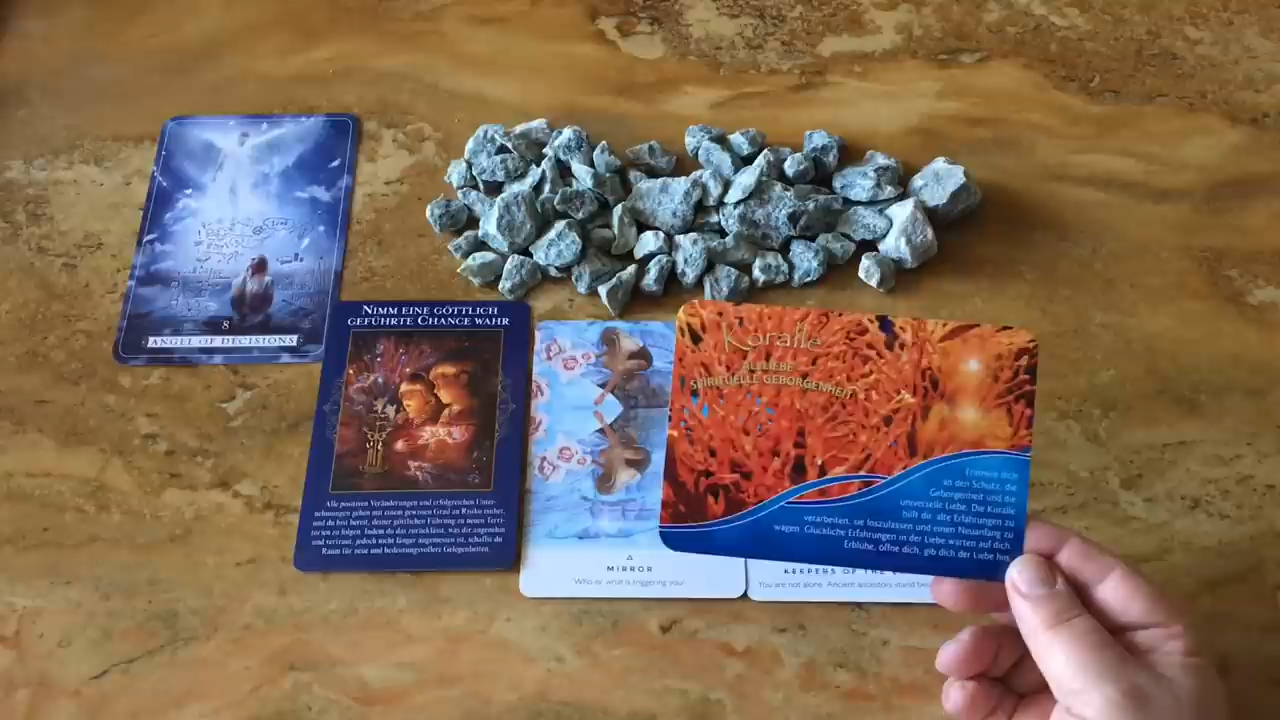 8
ANGEL OF DECISIONS
NIMM EINE GÖTTLICH
GEFÜHRTE CHANCE WAHR
Alle positiven Veränderungen und erfolgreichen Unter-
nehmungen gehen mit einem gewissen Grad an Risiko einher,
und du bist bereit, deiner göttlichen Führung zu neuen Terri-
torien zu folgen. Indem du das zurücklässt, was dir angenehm
und vertraut, jedoch nicht länger angemessen ist, schaffst du
Raum für neue und bedeutungsvollere Gelegenheiten.
MIRROR
Who or what is triggering you?
Koralle
ALLLIEBE
SPIRITUELLE GEBORGENHEIT
Erinnere dich
an den Schutz, die
Geborgenheit und die
universelle Liebe. Die Koralle
hilft dir, alte Erfahrungen zu
verarbeiten, sie loszulassen und einen Neuanfang zu
wagen. Glückliche Erfahrungen in der Liebe warten auf dich.
Erblühe, öffne dich, gib dich der Liebe hin.
KEEPERS OF THE
You are not alone. Ancient ancestors stand